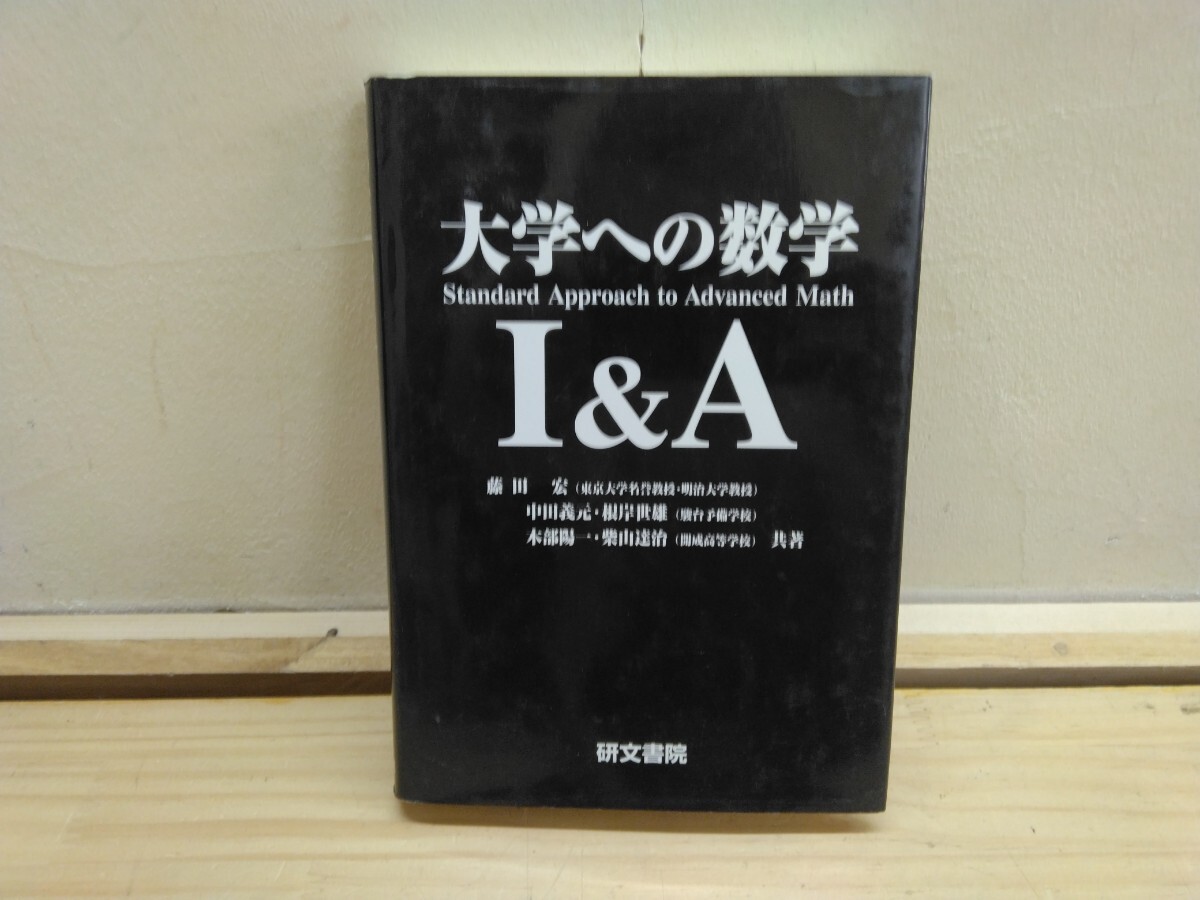 大学への数学
Standard Approach to Advanced Math
I&A
藤田 宏(東京大学名誉教授・明治大学教授)
中田義元・根岸世雄(駿台予備学校)
木部陽一・柴山達治(開成高等学校) 共著
研文書院